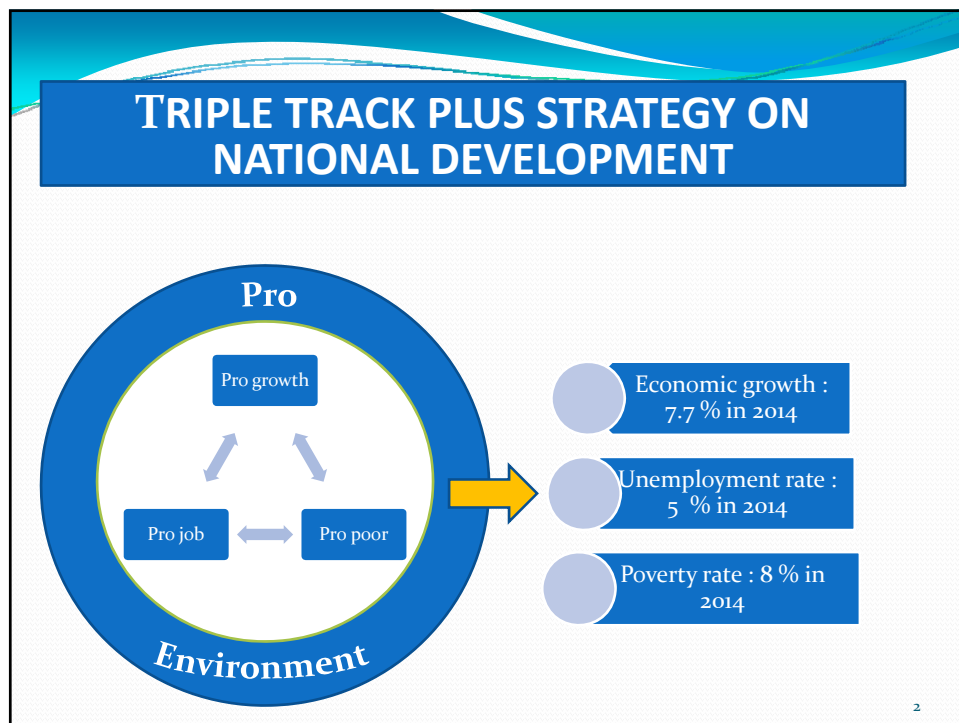 TRIPLE TRACK PLUS STRATEGY ON
NATIONAL DEVELOPMENT
Pro
Pro growth
Pro job
Pro poor
Environment
Economic growth :
7.7 % in 2014
Unemployment rate :
5 % in 2014
Poverty rate : 8 % in
2014
2